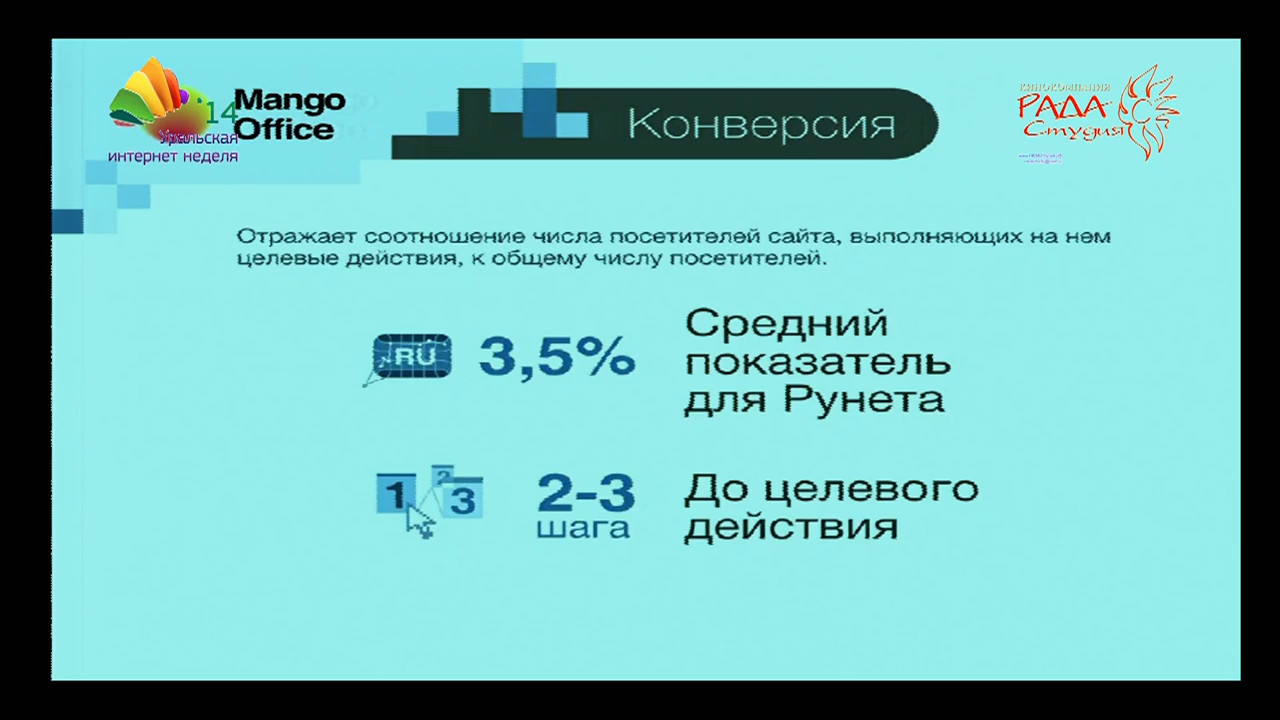 '14
Mango
Office
Уральская
интернет неделя
Конверсия
КИНОКОМПАНИЯ
РАДА
Студия
Отражает соотношение числа посетителей сайта, выполняющих на нем
целевые действия, к общему числу посетителей.
.RU
3,5%
Средний
показатель
для Рунета
1
2
3
2-3
шага
До целевого
действия